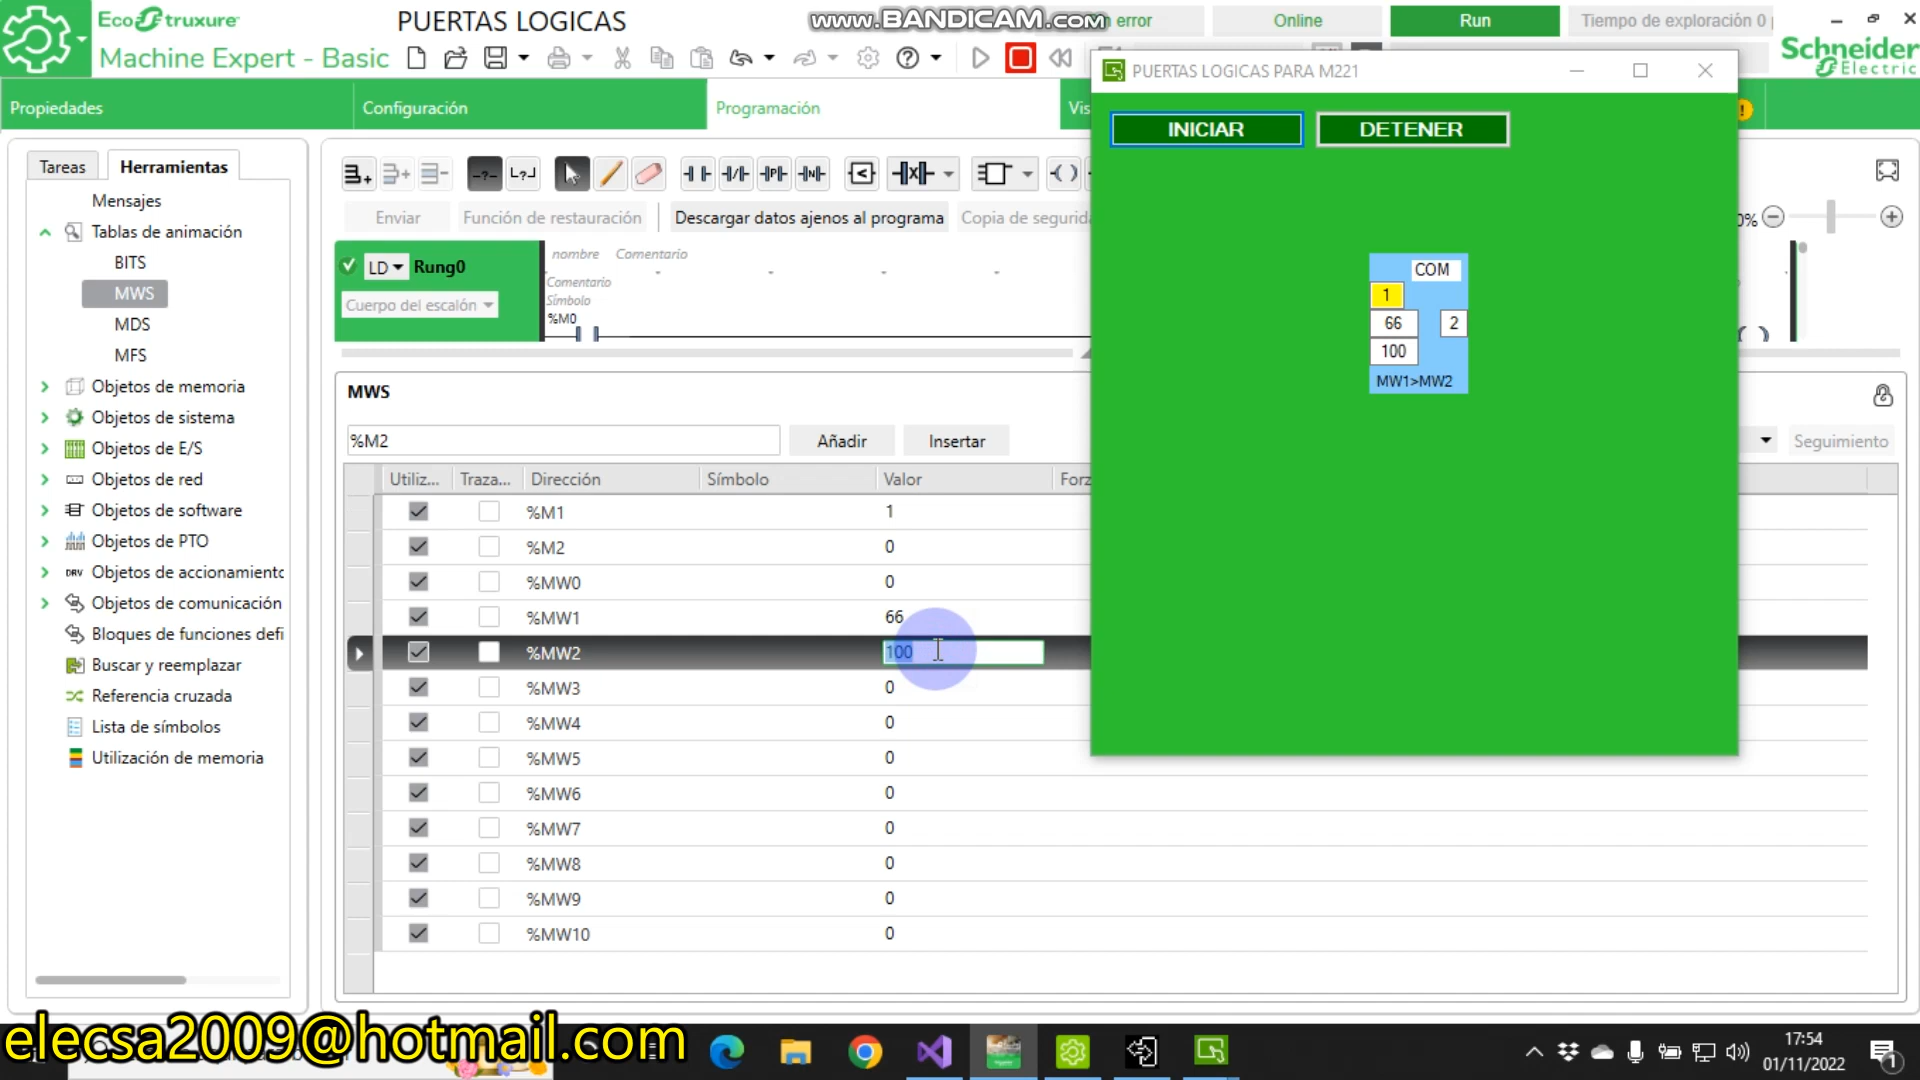 EcoStruxure
Machine Expert - Basic
PUERTAS LOGICAS
www.BANDICAM.com
n error
Online
Run
Tiempo de exploración 0
Schneider
Electric
Propiedades
Configuración
Programación
Vis
PUERTAS LOGICAS PARA M221
INICIAR
DETENER
COM
1
66
2
100
MW1>MW2
Tareas
Herramientas
Mensajes
Tablas de animación
BITS
MWS
MDS
MFS
Objetos de memoria
Objetos de sistema
Objetos de E/S
Objetos de red
Objetos de software
Objetos de PTO
DRV Objetos de accionamiento
Objetos de comunicación
Bloques de funciones defi
Buscar y reemplazar
Referencia cruzada
Lista de símbolos
Utilización de memoria
Enviar
Función de restauración
Descargar datos ajenos al programa
Copia de segurida
0%
LD
Rung0
nombre
Comentario
Cuerpo del escalón
Comentario
Símbolo
%M0
MWS
%M2
Añadir
Insertar
Seguimiento
Utiliz... Traza... Dirección Símbolo Valor Forz
%M1 1
%M2 0
%MW0 0
%MW1 66
%MW2 100
%MW3 0
%MW4 0
%MW5 0
%MW6 0
%MW7 0
%MW8 0
%MW9 0
%MW10 0
elecsa2009@hotmail.com
17:54
01/11/2022
1